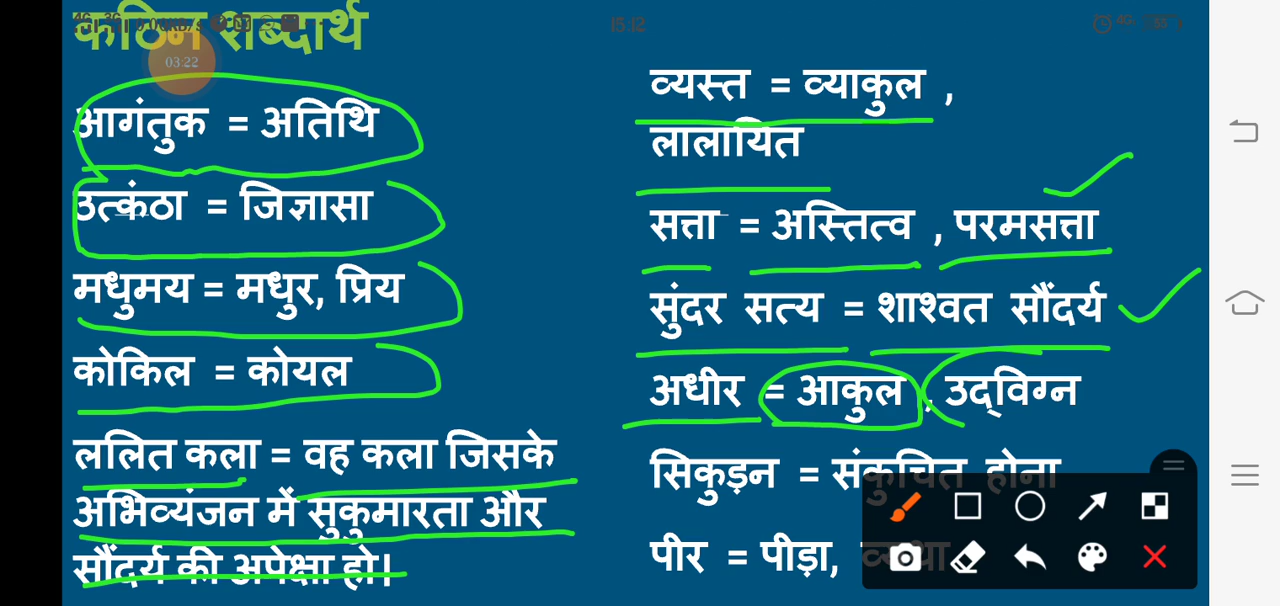 कठिन शब्दार्थ
15:12
03:22
आगंतुक = अतिथि
उत्कंठा = जिज्ञासा
मधुमय = मधुर, प्रिय
कोकिल = कोयल
ललित कला = वह कला जिसके
अभिव्यंजन में सुकुमारता और
सौंदर्य की अपेक्षा हो।
व्यस्त = व्याकुल ,
लालायित
सत्ता = अस्तित्व , परमसत्ता
सुंदर सत्य = शाश्वत सौंदर्य
अधीर = आकुल , उद्विग्न
सिकुड़न = संकुचित होना
पीर = पीड़ा,